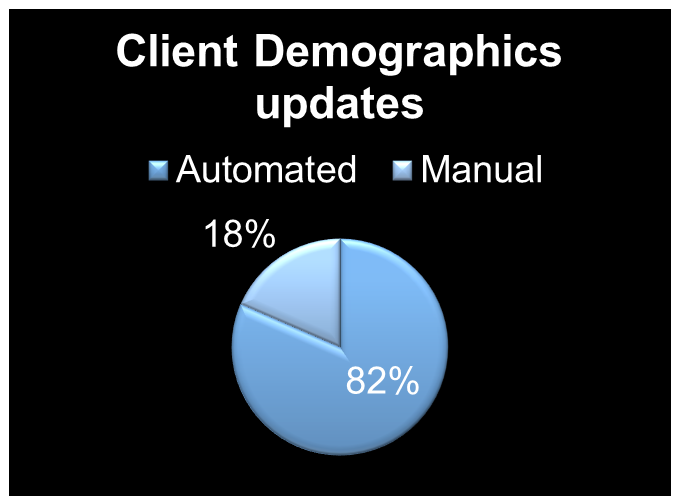 Client Demographics
updates
Automated Manual
18%
82%